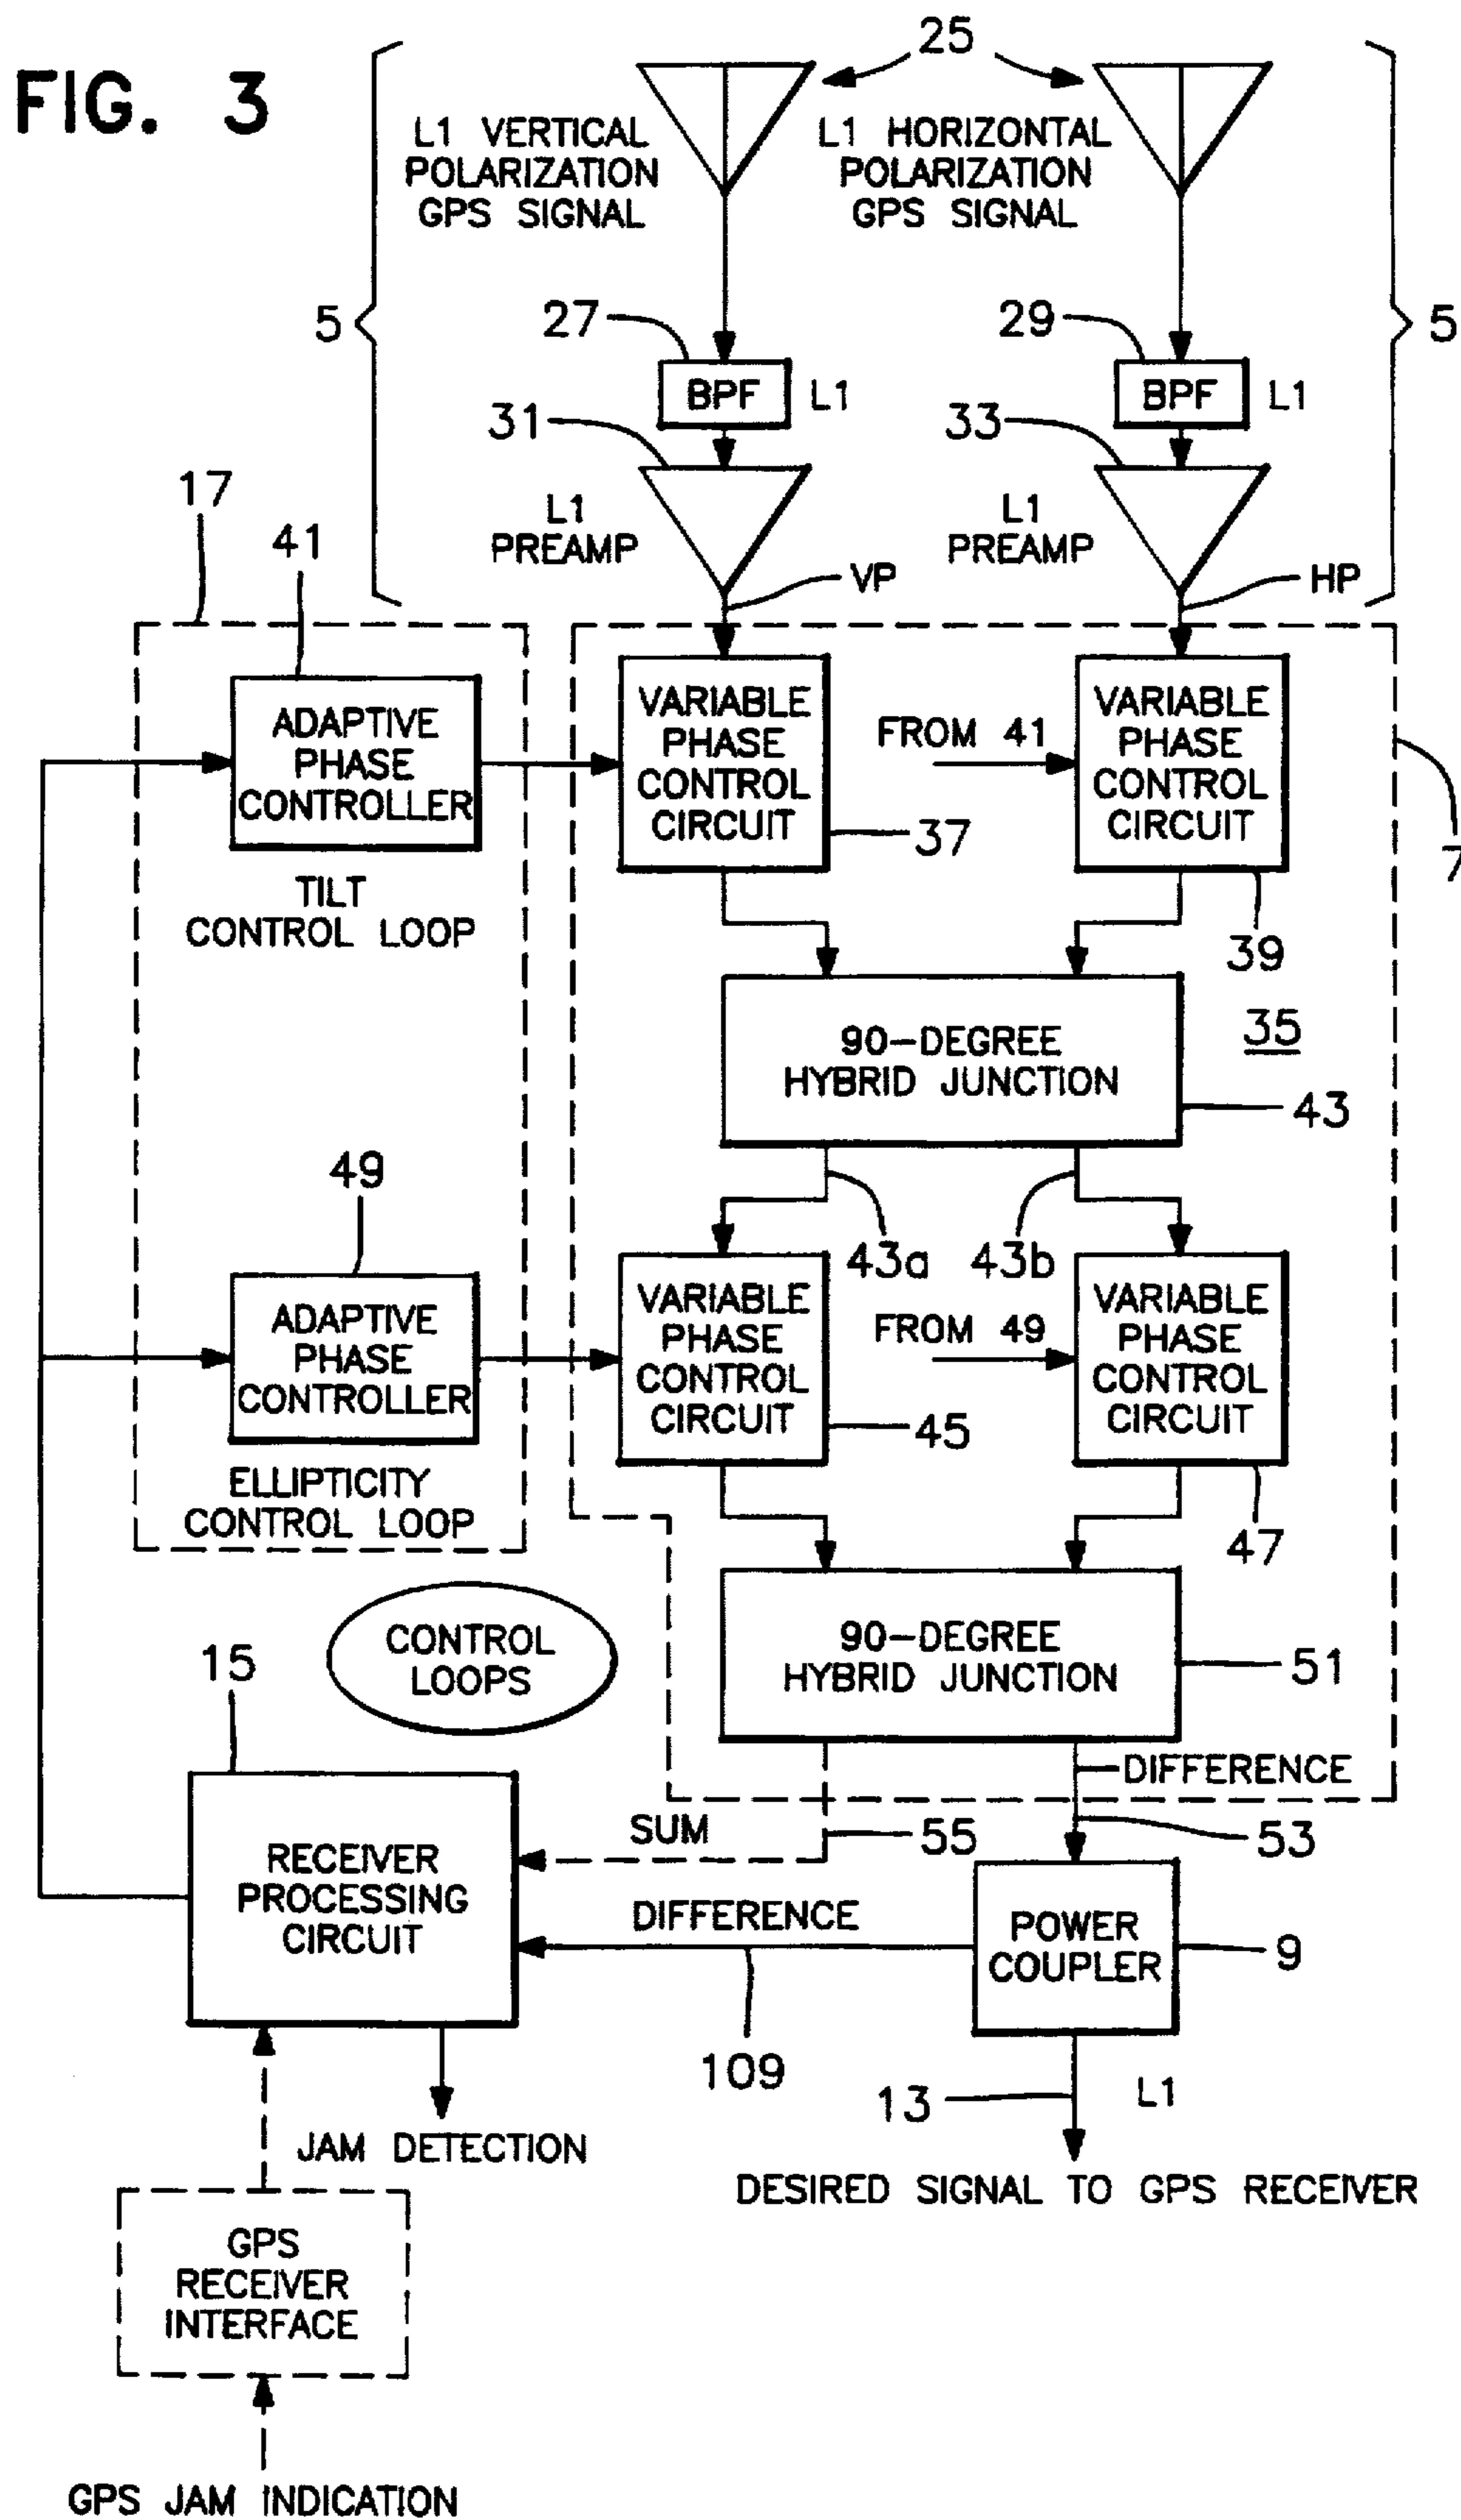 FIG. 3
25
L1 VERTICAL
POLARIZATION
GPS SIGNAL
L1 HORIZONTAL
POLARIZATION
GPS SIGNAL
5
5
27
BPF
L1
29
BPF
L1
31
L1
PREAMP
33
L1
PREAMP
VP
HP
17
41
ADAPTIVE
PHASE
CONTROLLER
VARIABLE
PHASE
CONTROL
CIRCUIT
37
FROM 41
VARIABLE
PHASE
CONTROL
CIRCUIT
39
7
TILT
CONTROL LOOP
90-DEGREE
HYBRID JUNCTION
35
43
43a
43b
49
ADAPTIVE
PHASE
CONTROLLER
VARIABLE
PHASE
CONTROL
CIRCUIT
45
FROM 49
VARIABLE
PHASE
CONTROL
CIRCUIT
47
ELLIPTICITY
CONTROL LOOP
CONTROL
LOOPS
90-DEGREE
HYBRID JUNCTION
51
15
DIFFERENCE
SUM
55
53
RECEIVER
PROCESSING
CIRCUIT
DIFFERENCE
109
POWER
COUPLER
9
13
L1
JAM DETECTION
DESIRED SIGNAL TO GPS RECEIVER
GPS
RECEIVER
INTERFACE
GPS JAM INDICATION